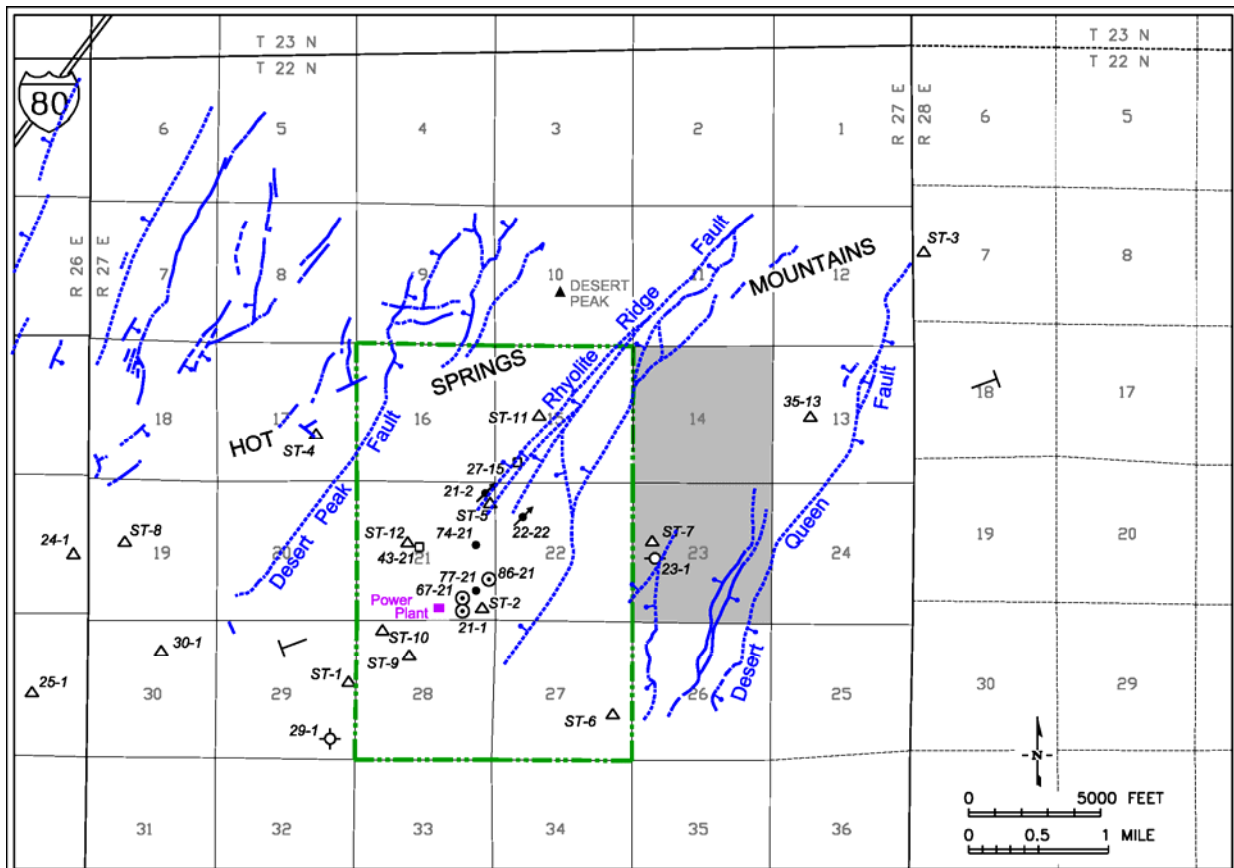 T 23 N
T 22 N
T 23 N
T 22 N
80
R 26 E
R 27 E
R 27 E
R 28 E
6
5
4
3
2
1
6
5
7
8
9
10
11
12
7
8
ST-3
DESERT
PEAK
Rhyolite Ridge Fault
HOT SPRINGS MOUNTAINS
18
17
16
15
14
13
18
17
ST-4
ST-11
35-13
27-15
Desert Peak Fault
Desert Queen Fault
24-1
ST-8
19
20
21
22
23
24
19
20
21-2
ST-5
22-22
ST-12
74-21
43-21
ST-7
23-1
77-21
86-21
67-21
ST-2
Power
Plant
21-1
25-1
30-1
30
29
28
27
26
25
30
29
ST-10
ST-9
ST-1
ST-6
29-1
31
32
33
34
35
36
N
0 5000 FEET
0 0.5 1 MILE